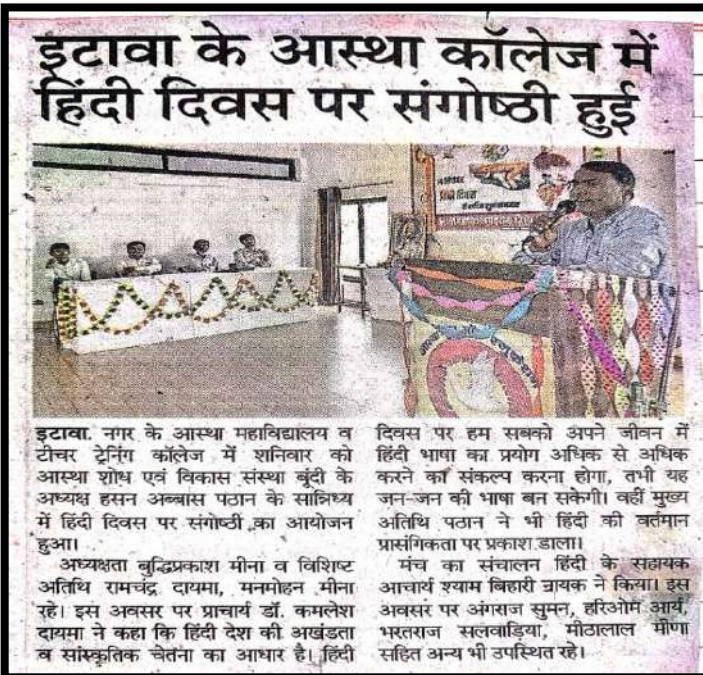 इटावा के आस्था कॉलेज में
हिंदी दिवस पर संगोष्ठी हुई
हिंदी दिवस
इटावा. नगर के आस्था महाविद्यालय व
टीचर ट्रेनिंग कॉलेज में शनिवार को
आस्था शोध एवं विकास संस्था बूंदी के
अध्यक्ष हसन अब्बास पठान के सान्निध्य
में हिंदी दिवस पर संगोष्ठी का आयोजन
हुआ।
अध्यक्षता बुद्धिप्रकाश मीना व विशिष्ट
अतिथि रामचंद्र दायमा, मनमोहन मीना
रहे। इस अवसर पर प्राचार्य डॉ. कमलेश
दायमा ने कहा कि हिंदी देश की अखंडता
व सांस्कृतिक चेतना का आधार है। हिंदी
दिवस पर हम सबको अपने जीवन में
हिंदी भाषा का प्रयोग अधिक से अधिक
करने का संकल्प करना होगा, तभी यह
जन-जन की भाषा बन सकेगी। वहीं मुख्य
अतिथि पठान ने भी हिंदी की वर्तमान
प्रासंगिकता पर प्रकाश डाला।
मंच का संचालन हिंदी के सहायक
आचार्य श्याम बिहारी नायक ने किया। इस
अवसर पर अंगराज सुमन, हरिओम आर्य,
भरतराज सलवाड़िया, मीठालाल मीणा
सहित अन्य भी उपस्थित रहे।